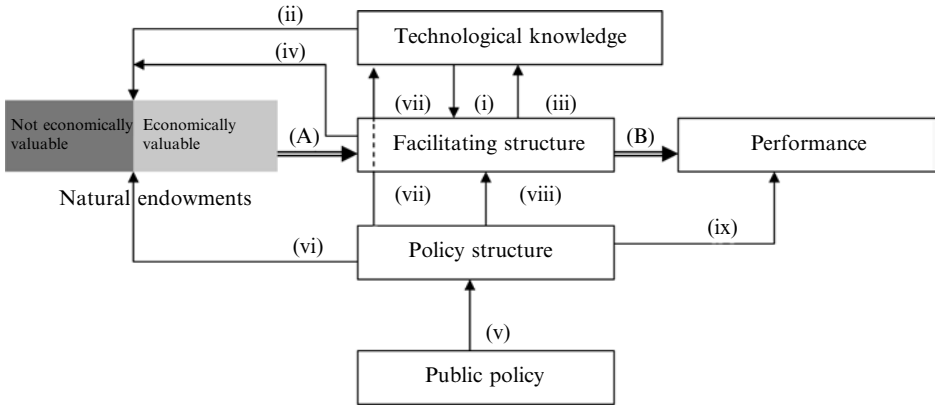 (ii)
Technological knowledge
(iv)
(vii)
(i)
(iii)
Not economically
valuable
Economically
valuable
(A)
Facilitating structure
(B)
Performance
Natural endowments
(vii)
(viii)
(vi)
Policy structure
(ix)
(v)
Public policy